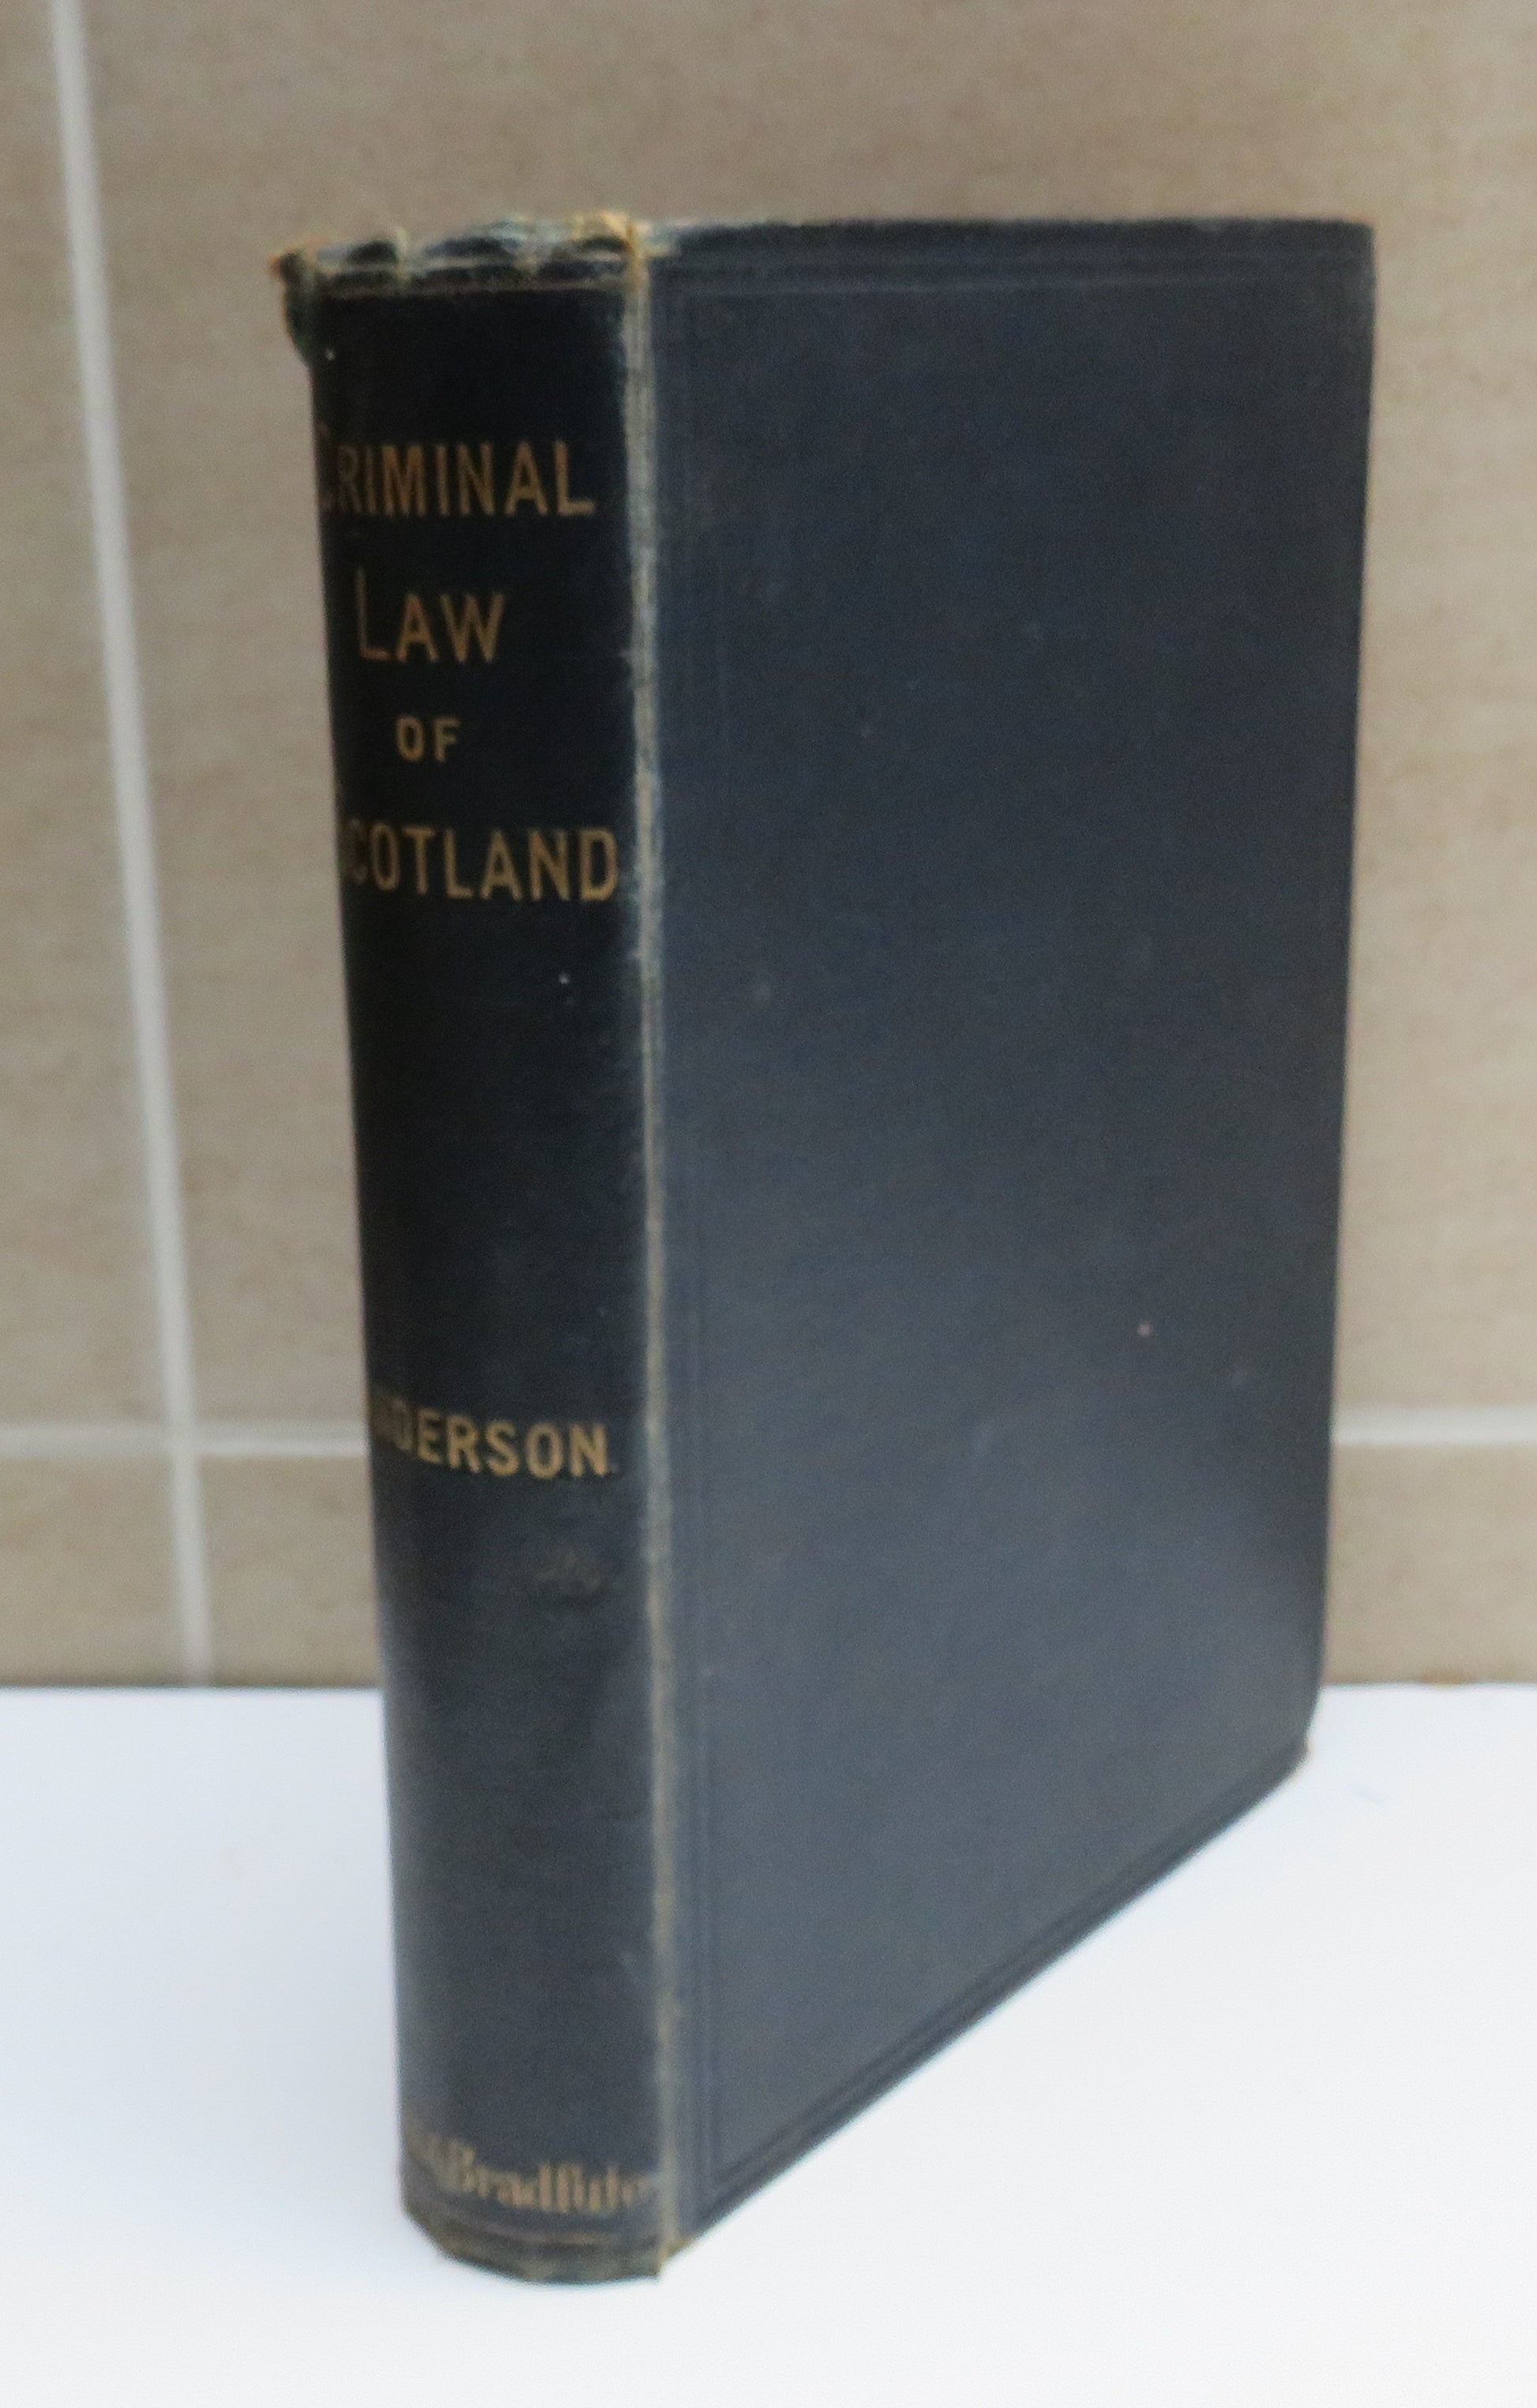 CRIMINAL
LAW
OF
SCOTLAND
ANDERSON.
& Bradfute